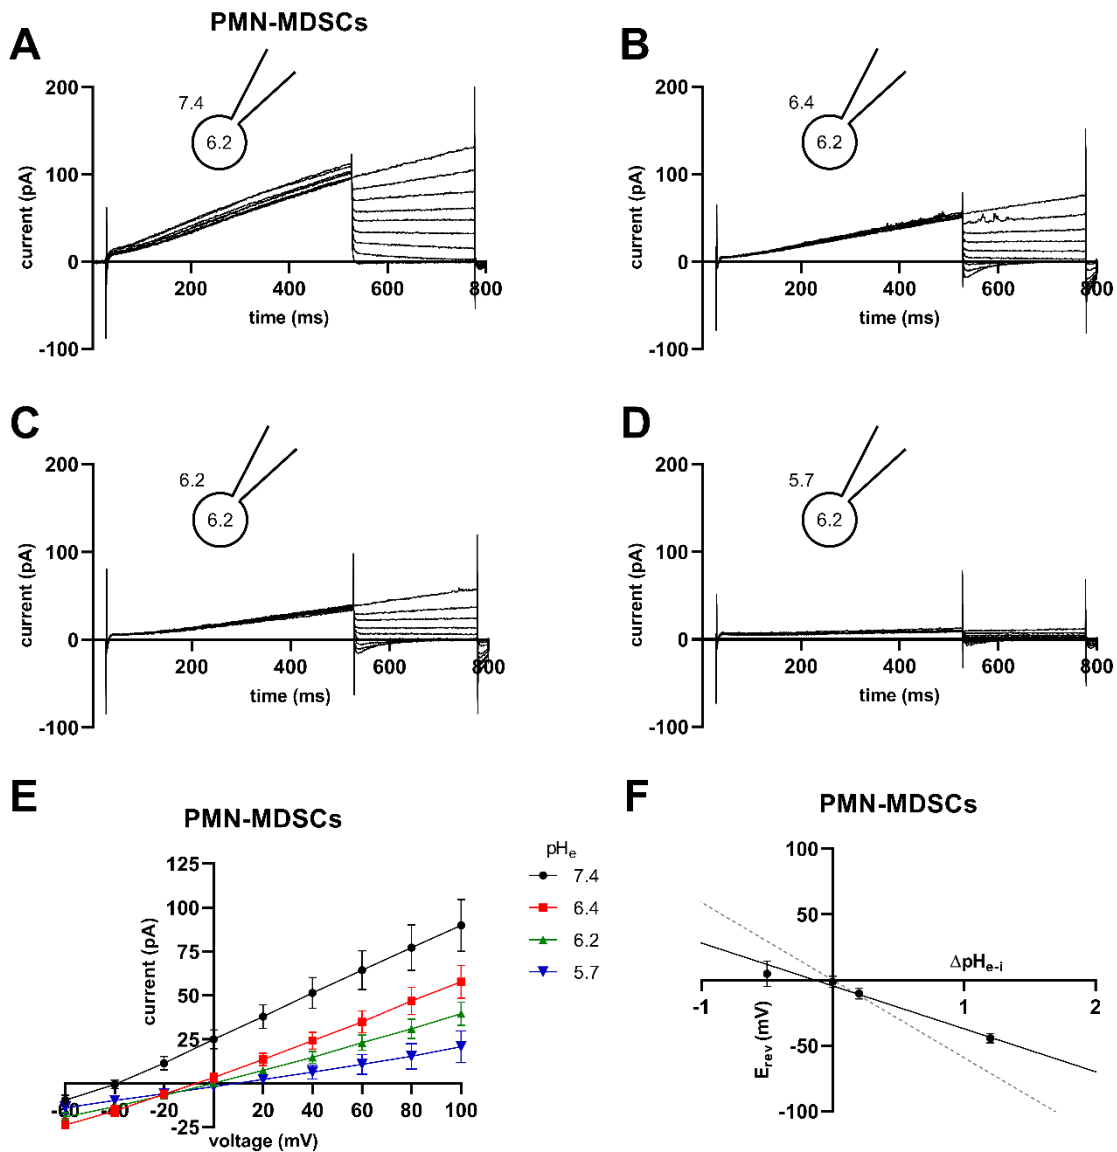 PMN-MDSCs
A
B
200
100
0
-100
current (pA)
7.4
6.2
200
400
600
800
time (ms)
200
100
0
-100
current (pA)
6.4
6.2
200
400
600
800
time (ms)
C
D
200
100
0
-100
current (pA)
6.2
6.2
200
400
600
800
time (ms)
200
100
0
-100
current (pA)
5.7
6.2
200
400
600
800
time (ms)
E
PMN-MDSCs
125
100
75
50
25
-25
current (pA)
-60
-40
-20
20
40
60
80
100
voltage (mV)
pHe
7.4
6.4
6.2
5.7
F
PMN-MDSCs
100
50
-50
-100
Erev (mV)
ΔpHe-i
-1
1
2